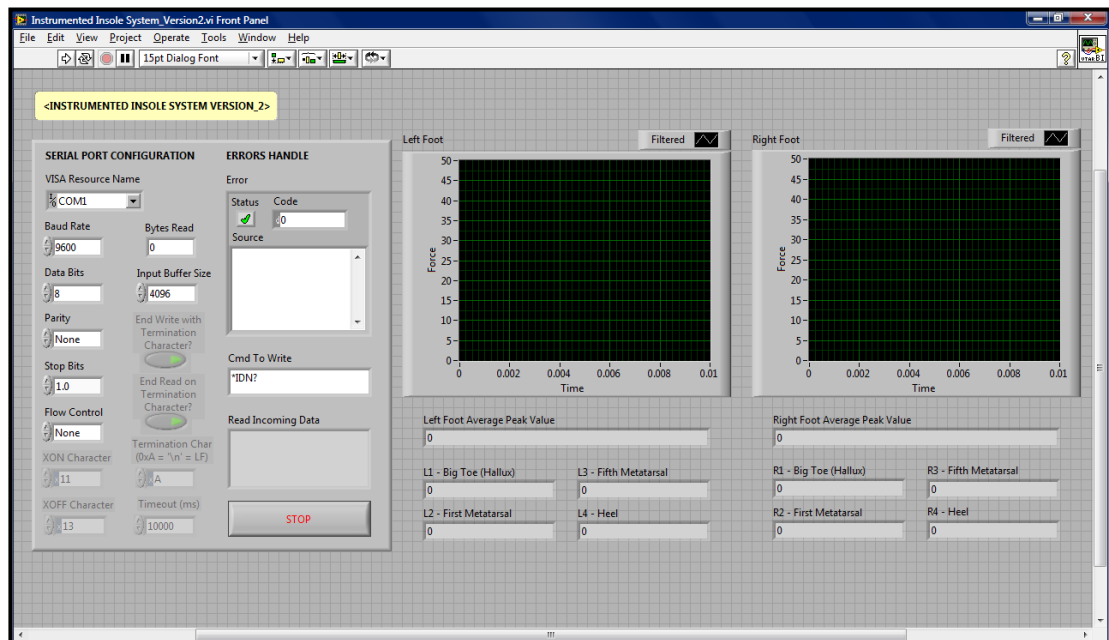 Instrumented Insole System_Version2.vi Front Panel
File Edit View Project Operate Tools Window Help
15pt Dialog Font
<INSTRUMENTED INSOLE SYSTEM VERSION_2>
SERIAL PORT CONFIGURATION
VISA Resource Name
COM1
Baud Rate
9600
Bytes Read
0
Data Bits
8
Input Buffer Size
4096
Parity
None
End Write with
Termination
Character?
Stop Bits
1.0
End Read on
Termination
Character?
Flow Control
None
Termination Char
(0xA = '\n' = LF)
XON Character
11
A
XOFF Character
13
Timeout (ms)
10000
ERRORS HANDLE
Error
Status Code
0
Source
Cmd To Write
*IDN?
Read Incoming Data
STOP
Left Foot
Filtered
50
45
40
35
30
25
20
15
10
5
0
Force
0 0.002 0.004 0.006 0.008 0.01
Time
Left Foot Average Peak Value
0
L1 - Big Toe (Hallux) L3 - Fifth Metatarsal
0 0
L2 - First Metatarsal L4 - Heel
0 0
Right Foot
Filtered
50
45
40
35
30
25
20
15
10
5
0
Force
0 0.002 0.004 0.006 0.008 0.01
Time
Right Foot Average Peak Value
0
R1 - Big Toe (Hallux) R3 - Fifth Metatarsal
0 0
R2 - First Metatarsal R4 - Heel
0 0